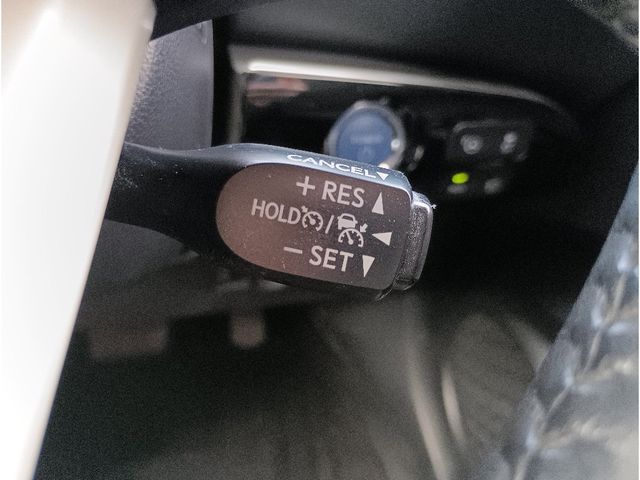 CANCEL
+ RES
HOLD /
− SET